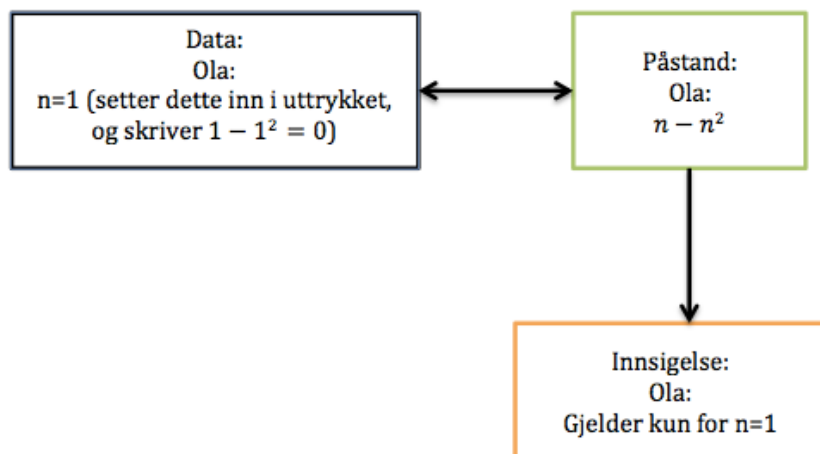 Data:
Ola:
n=1 (setter dette inn i uttrykket,
og skriver 1 − 1² = 0)
Påstand:
Ola:
n − n²
Innsigelse:
Ola:
Gjelder kun for n=1